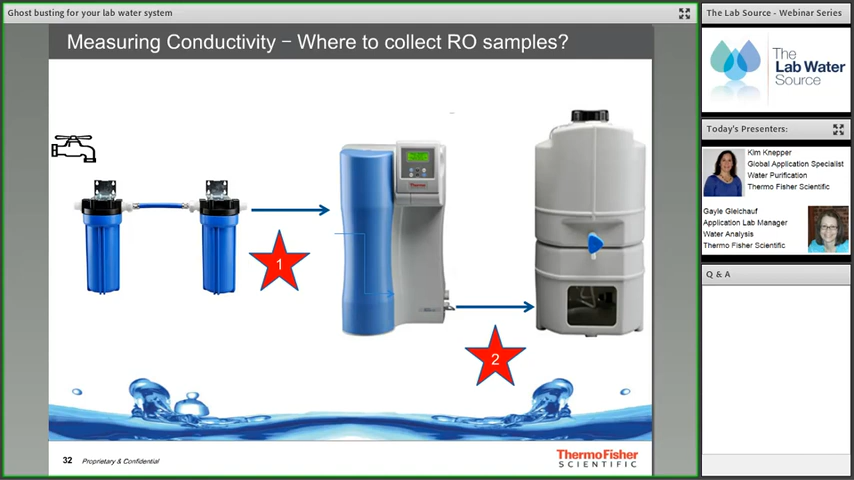 Ghost busting for your lab water system
Measuring Conductivity – Where to collect RO samples?
Thermo
1
2
32 Proprietary & Confidential
ThermoFisher
SCIENTIFIC
The Lab Source - Webinar Series
The
Lab Water
Source
Today's Presenters:
Kim Knepper
Global Application Specialist
Water Purification
Thermo Fisher Scientific
Gayle Gleichauf
Application Lab Manager
Water Analysis
Thermo Fisher Scientific
Q & A